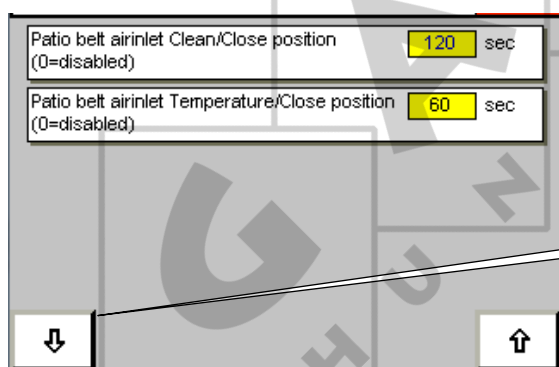 Patio belt airinlet Clean/Close position 120 sec
(0=disabled)
Patio belt airinlet Temperature/Close position 60 sec
(0=disabled)